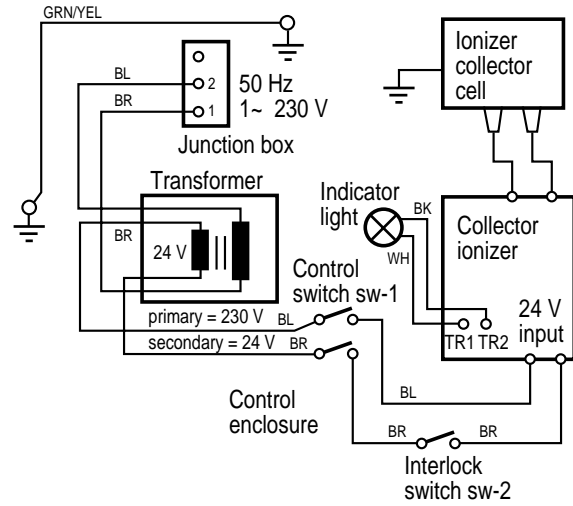 GRN/YEL
BL
2
50 Hz
BR
1
1~ 230 V
Junction box
Ionizer
collector
cell
Transformer
BR
24 V
Indicator
light
BK
WH
Collector
ionizer
Control
switch sw-1
24 V
input
TR1 TR2
primary = 230 V
BL
secondary = 24 V
BR
BL
Control
enclosure
BR
BR
Interlock
switch sw-2